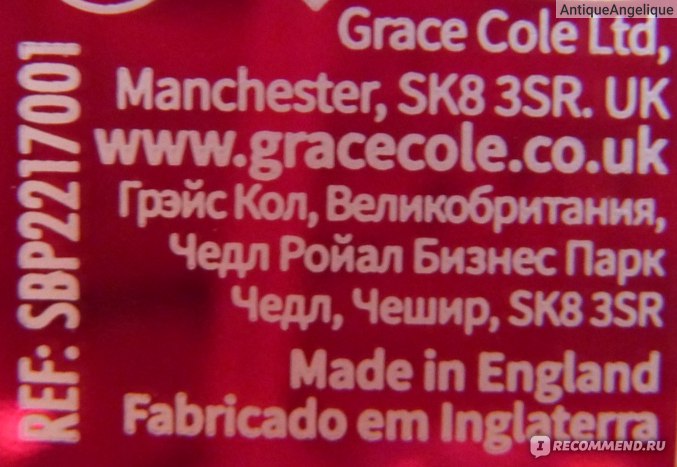 AntiqueAngelique
Grace Cole Ltd,
Manchester, SK8 3SR. UK
www.gracecole.co.uk
Грэйс Кол, Великобритания,
Чедл Ройал Бизнес Парк
Чедл, Чешир, SK8 3SR
Made in England
Fabricado em Inglaterra
REF: SBP2217001
I RECOMMEND.RU